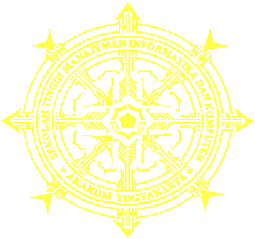 SEKOLAH TINGGI MANAJEMEN INFORMATIKA DAN KOMPUTER
AKAKOM YOGYAKARTA